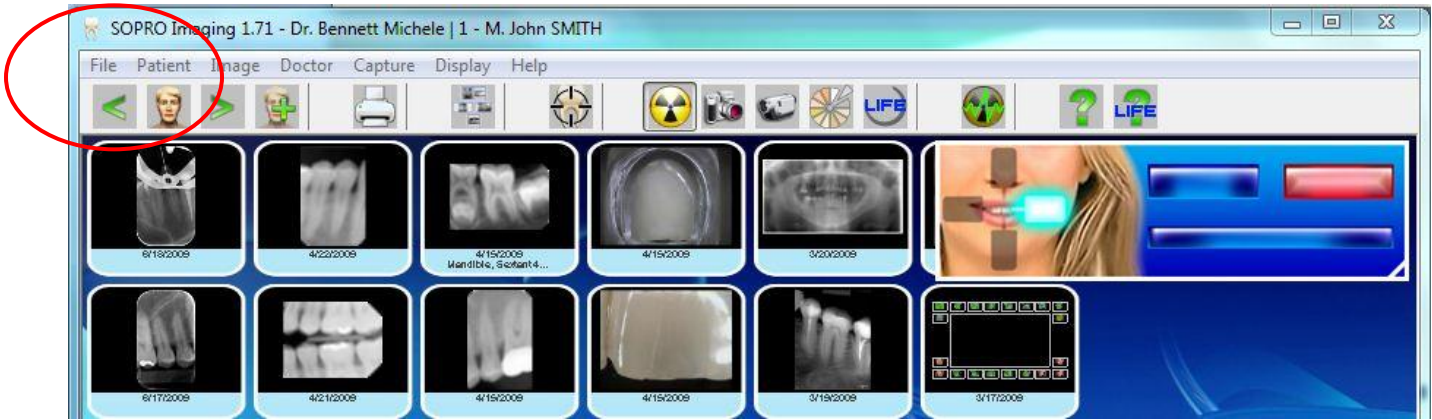 SOPRO Imaging 1.71 - Dr. Bennett Michele | 1 - M. John SMITH
File Patient Image Doctor Capture Display Help
LIFE
LIFE
6/18/2009 4/22/2009 4/15/2009 4/15/2009 3/20/2009
Mandible, Sextant 4...
6/17/2009 4/21/2009 4/15/2009 4/15/2009 3/19/2009 3/17/2009